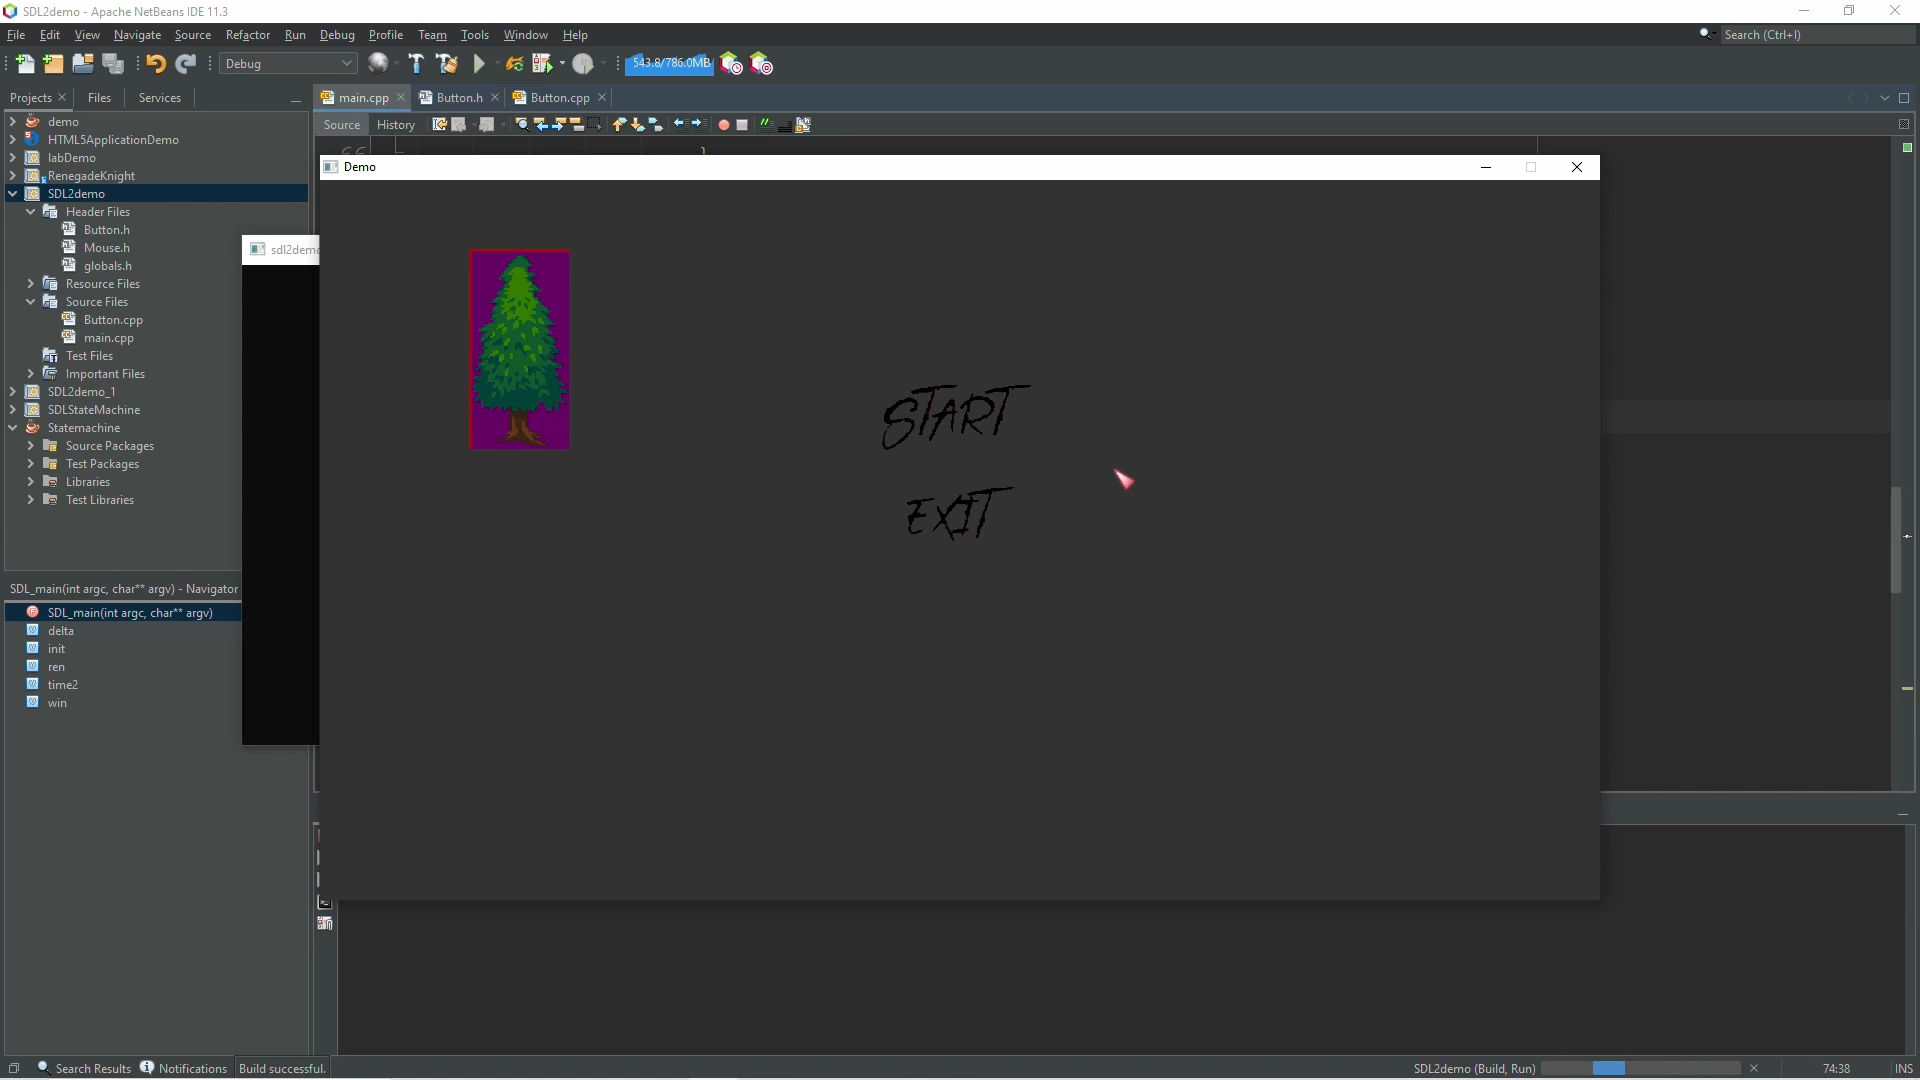 SDL2demo - Apache NetBeans IDE 11.3
File Edit View Navigate Source Refactor Run Debug Profile Team Tools Window Help
Search (Ctrl+I)
Debug
543.8/786.0MB
Projects Files Services
main.cpp Button.h Button.cpp
Source History
66
}
demo
HTML5ApplicationDemo
labDemo
RenegadeKnight
SDL2demo
Header Files
Button.h
Mouse.h
globals.h
Resource Files
Source Files
Button.cpp
main.cpp
Test Files
Important Files
SDL2demo_1
SDLStateMachine
Statemachine
Source Packages
Test Packages
Libraries
Test Libraries
SDL_main(int argc, char** argv) - Navigator
SDL_main(int argc, char** argv)
delta
init
ren
time2
win
sdl2demo
Demo
START
EXIT
Search Results Notifications Build successful.
SDL2demo (Build, Run)
74:38
INS